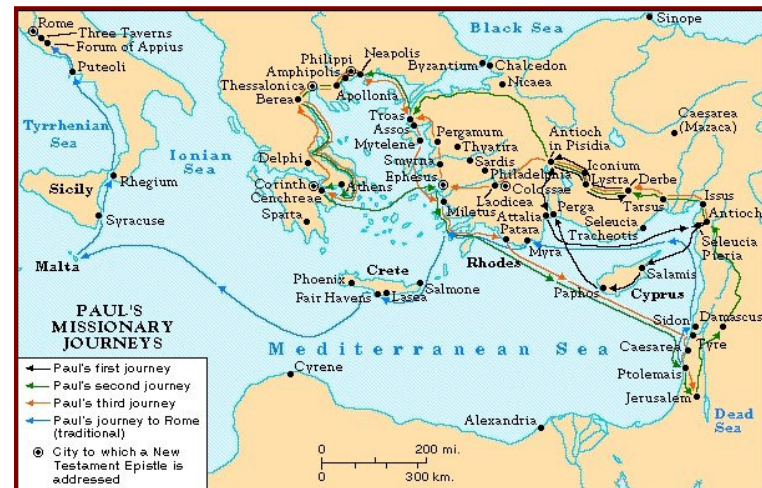 Black Sea
Sinope
Rome
Three Taverns
Forum of Appius
Puteoli
Tyrrhenian
Sea
Ionian
Sea
Sicily
Rhegium
Syracuse
Malta
Philippi
Neapolis
Amphipolis
Thessalonica
Berea
Apollonia
Byzantium
Chalcedon
Nicaea
Troas
Assos
Mytelene
Pergamum
Thyatira
Smyrna
Sardis
Ephesus
Philadelphia
Colossae
Laodicea
Miletus
Delphi
Corinth
Athens
Cenchreae
Sparta
Antioch
in Pisidia
Iconium
Lystra
Derbe
Caesarea
(Mazaca)
Tarsus
Issus
Antioch
Seleucia
Pieria
Attalia
Perga
Seleucia
Tracheotis
Patara
Myra
Rhodes
Salamis
Paphos
Cyprus
Crete
Phoenix
Salmone
Fair Havens
Lasea
Sidon
Damascus
Tyre
Caesarea
Ptolemais
Jerusalem
Dead
Sea
Mediterranean Sea
Cyrene
Alexandria
PAUL'S
MISSIONARY
JOURNEYS
Paul's first journey
Paul's second journey
Paul's third journey
Paul's journey to Rome
(traditional)
City to which a New
Testament Epistle is
addressed
0 200 mi.
0 300 km.